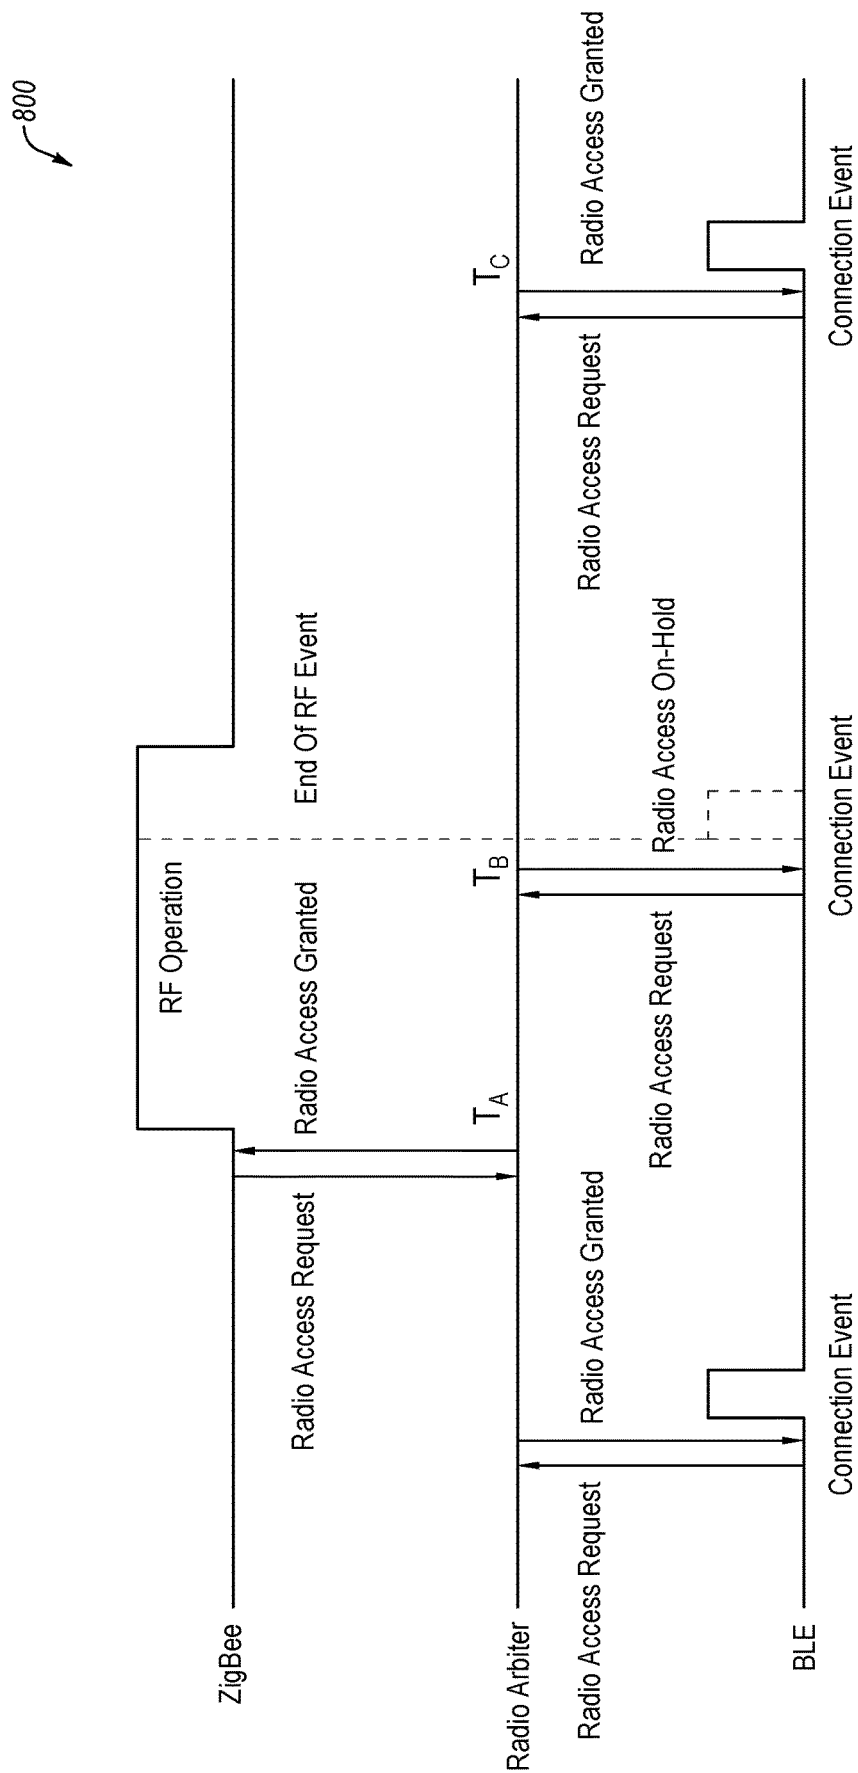 800
ZigBee
Radio Access Request
Radio Access Granted
RF Operation
End Of RF Event
Radio Arbiter
T_A
T_B
T_C
Radio Access Request
Radio Access Granted
Radio Access Request
Radio Access On-Hold
Radio Access Request
Radio Access Granted
BLE
Connection Event
Connection Event
Connection Event